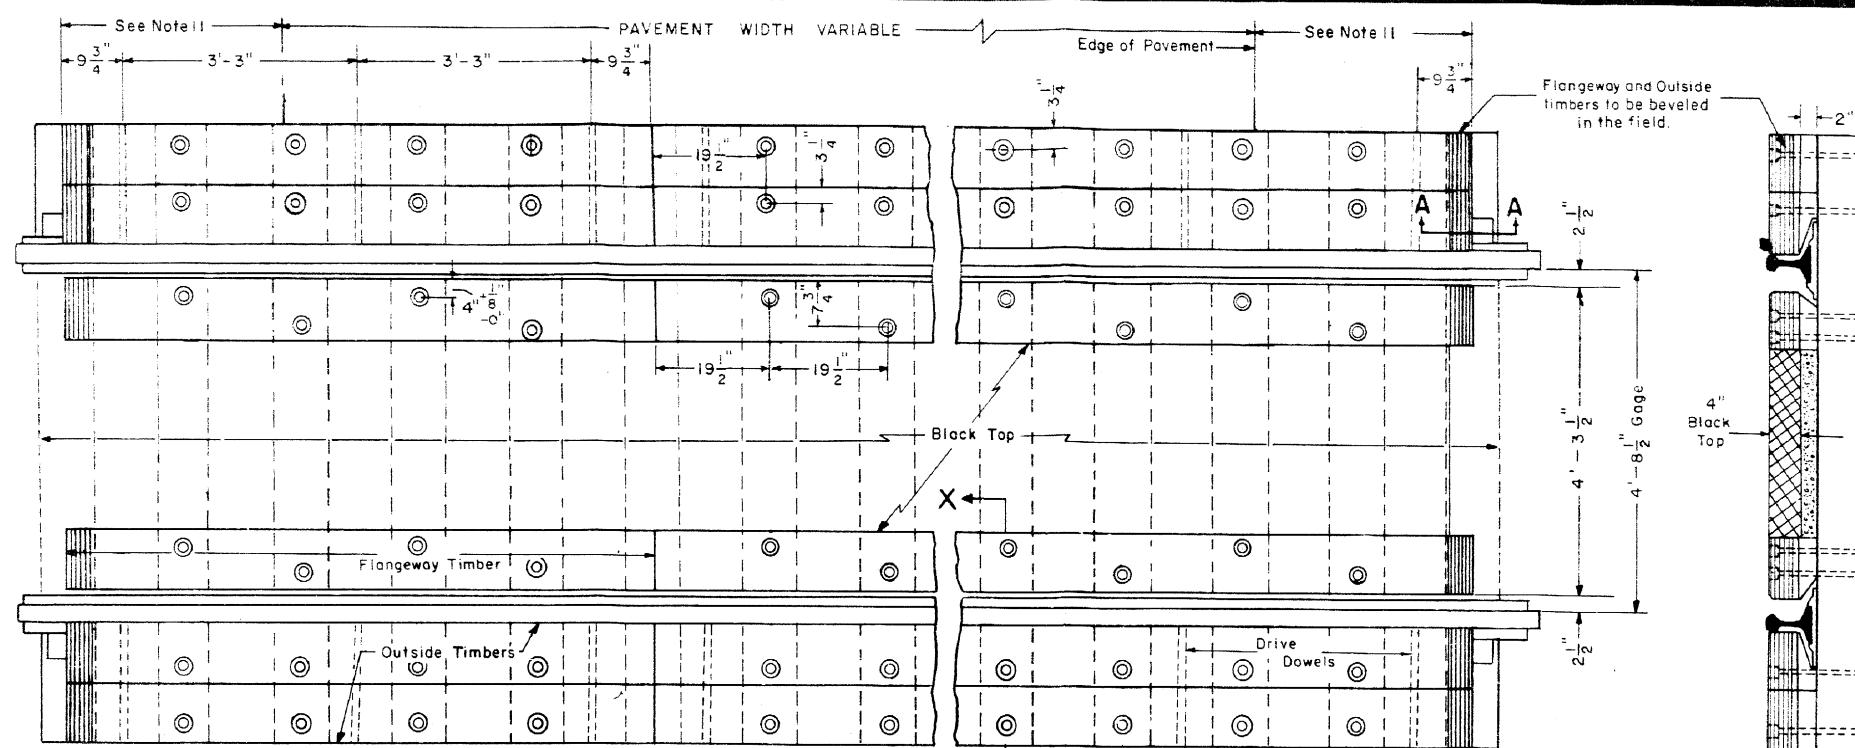 See Note 11
PAVEMENT WIDTH VARIABLE
See Note 11
Edge of Pavement
9 3/4"
3'-3"
3'-3"
9 3/4"
3 1/4"
9 3/4"
Flangeway and Outside
timbers to be beveled
in the field.
2"
19 1/2"
3 1/4"
A A
2 1/2"
4" +1/8" -0"
7 3/4"
19 1/2"
19 1/2"
Black Top
4'-3 1/2"
4'-8 1/2" Gage
4"
Black
Top
X
Flangeway Timber
Outside Timbers
Drive
Dowels
2 1/2"